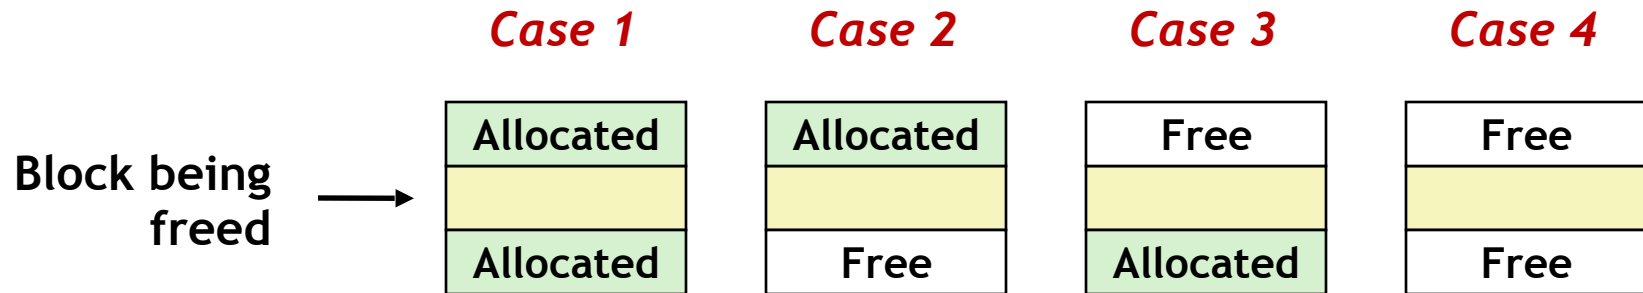 Case 1 Case 2 Case 3 Case 4
Allocated Allocated Free Free
Block being
freed
Allocated Free Allocated Free